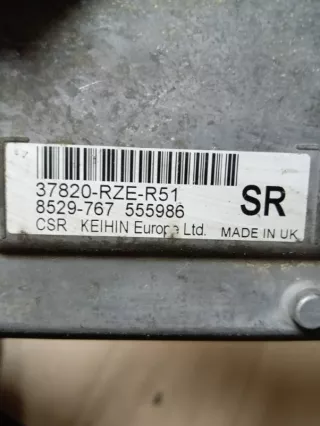 37820-RZE-R51
8529-767 555986 SR
CSR KEIHIN Europe Ltd. MADE IN UK